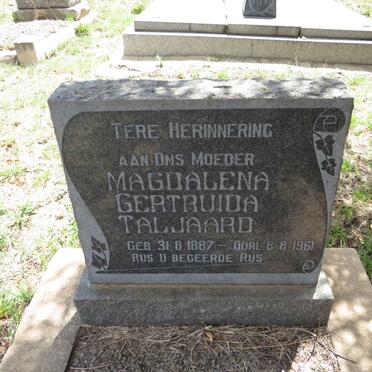 TERE HERINNERING
AAN ONS MOEDER
MAGDALENA
GERTRUIDA
TALJAARD
GEB. 31.8.1887 – OORL. 8.8.1961
RUS U BEGEERDE RUS